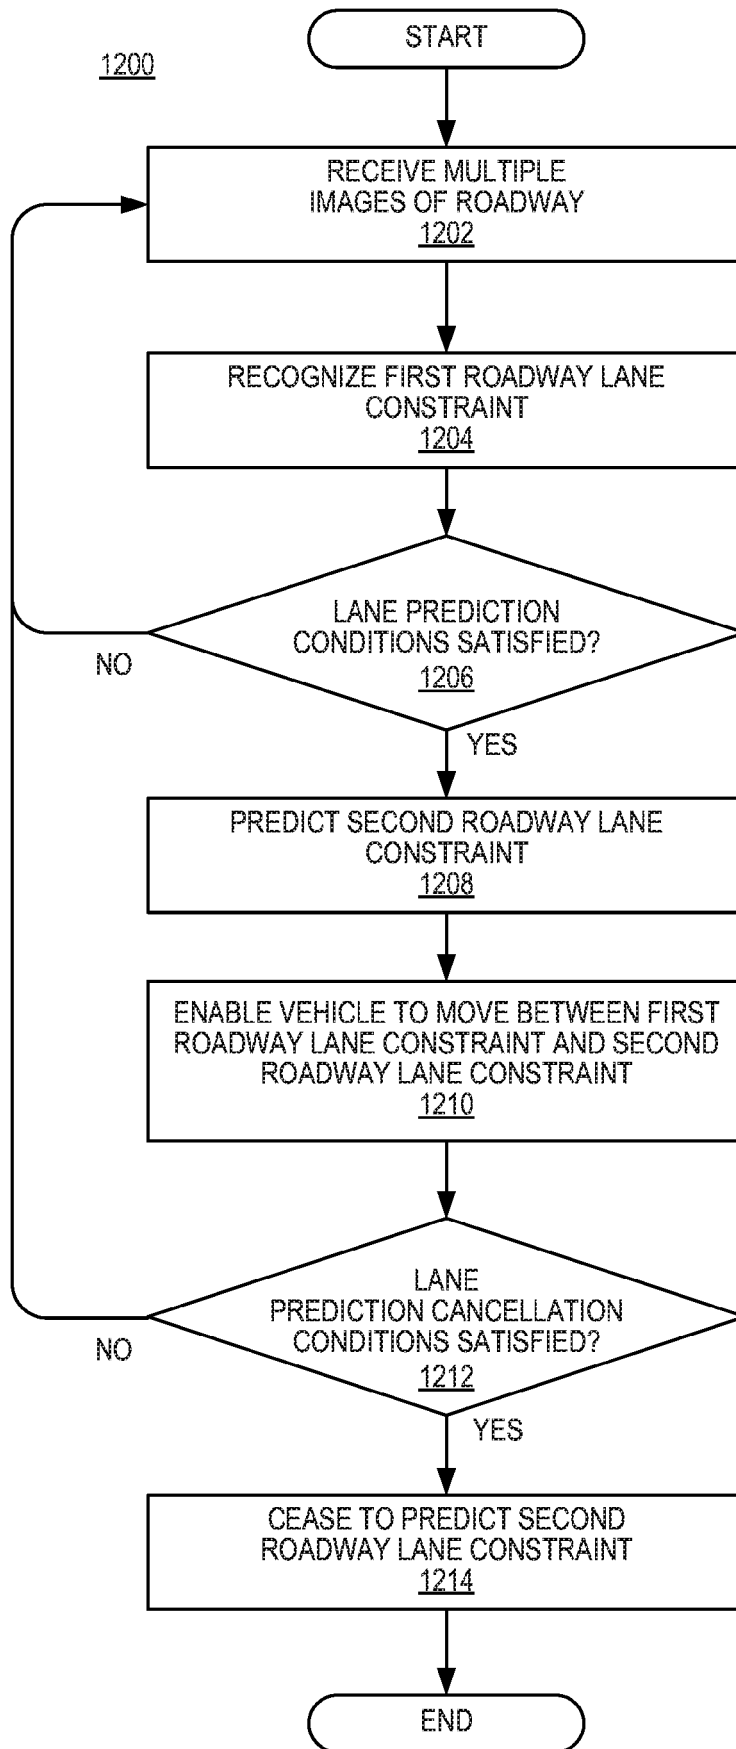 START
1200
RECEIVE MULTIPLE
IMAGES OF ROADWAY
1202
RECOGNIZE FIRST ROADWAY LANE
CONSTRAINT
1204
LANE PREDICTION
CONDITIONS SATISFIED?
1206
NO
YES
PREDICT SECOND ROADWAY LANE
CONSTRAINT
1208
ENABLE VEHICLE TO MOVE BETWEEN FIRST
ROADWAY LANE CONSTRAINT AND SECOND
ROADWAY LANE CONSTRAINT
1210
LANE
PREDICTION CANCELLATION
CONDITIONS SATISFIED?
1212
NO
YES
CEASE TO PREDICT SECOND
ROADWAY LANE CONSTRAINT
1214
END